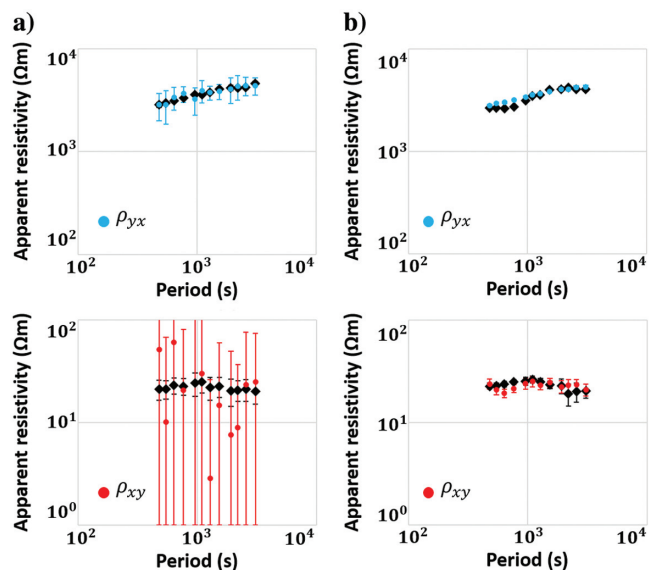 a)
Apparent resistivity (Ωm)
10⁴
10³
10²
ρyx
10² 10³ 10⁴
Period (s)
b)
Apparent resistivity (Ωm)
10⁴
10³
10²
ρyx
10² 10³ 10⁴
Period (s)
Apparent resistivity (Ωm)
10²
10¹
10⁰
ρxy
10² 10³ 10⁴
Period (s)
Apparent resistivity (Ωm)
10²
10¹
10⁰
ρxy
10² 10³ 10⁴
Period (s)